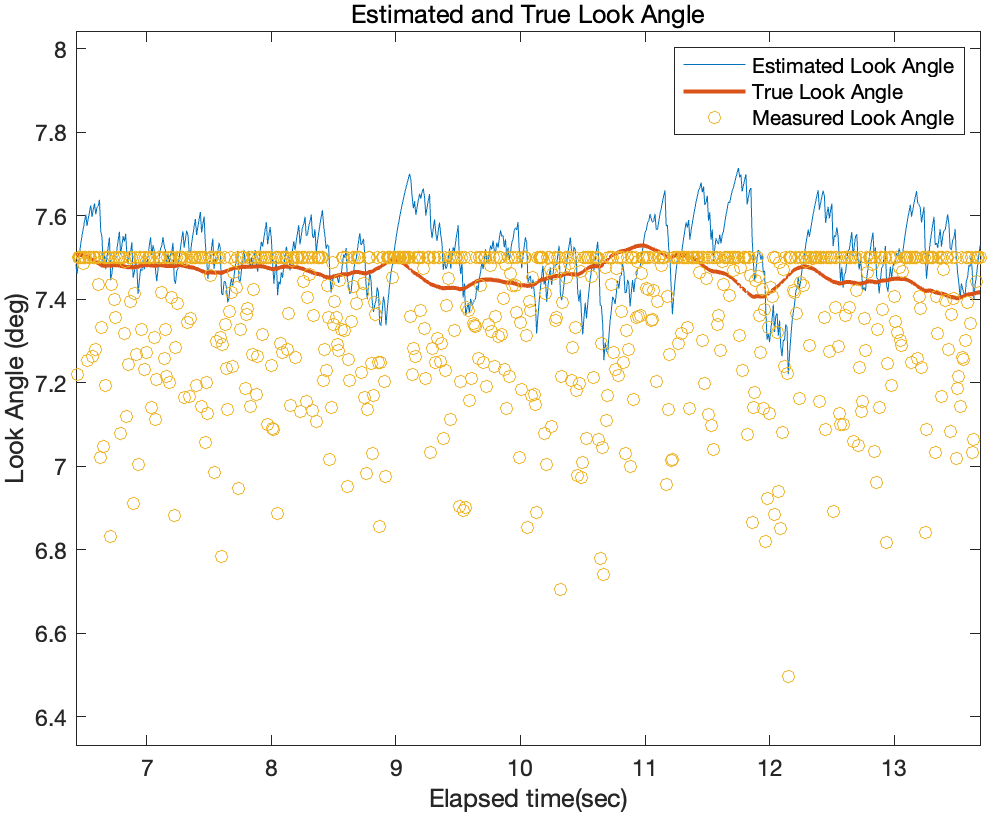 Estimated and True Look Angle
Estimated Look Angle
True Look Angle
Measured Look Angle
Look Angle (deg)
8
7.8
7.6
7.4
7.2
7
6.8
6.6
6.4
7 8 9 10 11 12 13
Elapsed time(sec)